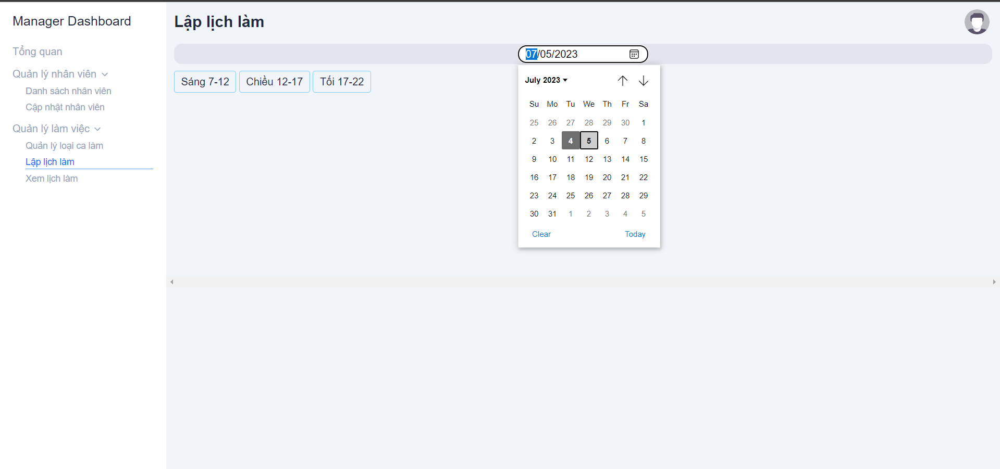 Manager Dashboard
Tổng quan
Quản lý nhân viên
Danh sách nhân viên
Cập nhật nhân viên
Quản lý làm việc
Quản lý loại ca làm
Lập lịch làm
Xem lịch làm
Lập lịch làm
07/05/2023
Sáng 7-12 Chiều 12-17 Tối 17-22
July 2023
Su Mo Tu We Th Fr Sa
25 26 27 28 29 30 1
2 3 4 5 6 7 8
9 10 11 12 13 14 15
16 17 18 19 20 21 22
23 24 25 26 27 28 29
30 31 1 2 3 4 5
Clear Today